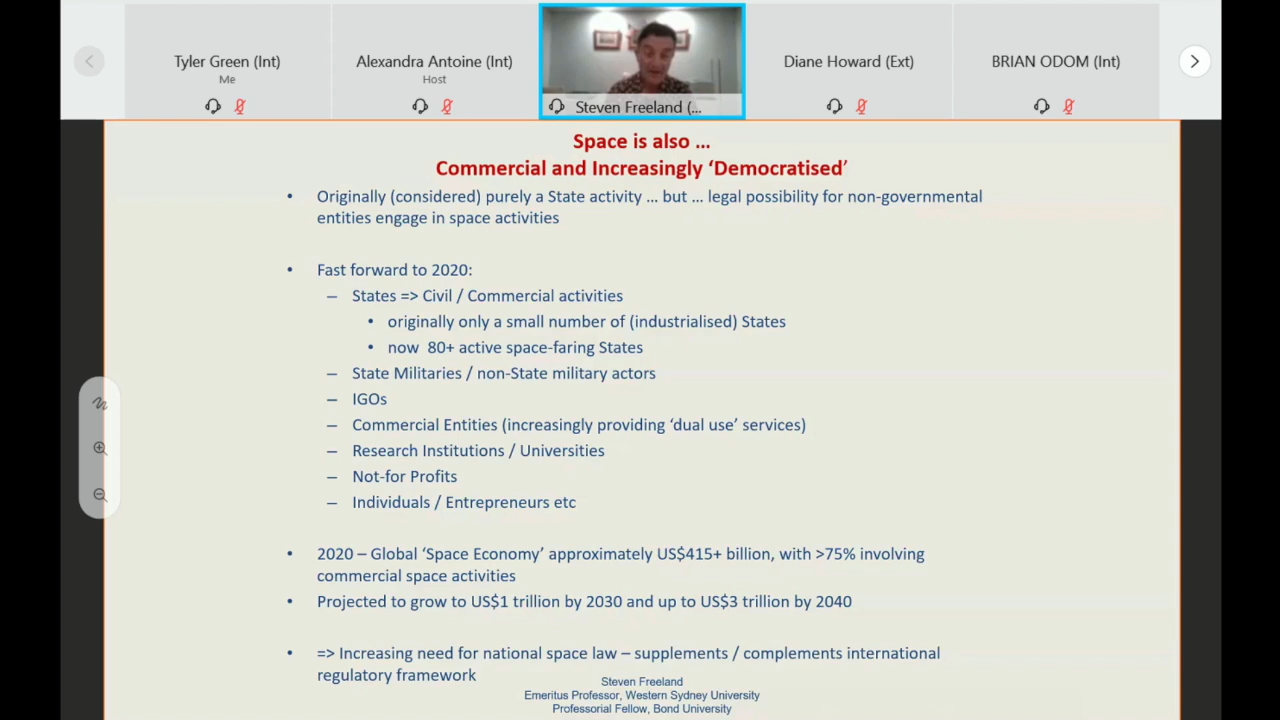 Tyler Green (Int)
Me
Alexandra Antoine (Int)
Host
Steven Freeland (...
Diane Howard (Ext)
BRIAN ODOM (Int)
Space is also ...
Commercial and Increasingly ‘Democratised’
• Originally (considered) purely a State activity ... but ... legal possibility for non-governmental
entities engage in space activities
• Fast forward to 2020:
– States => Civil / Commercial activities
• originally only a small number of (industrialised) States
• now 80+ active space-faring States
– State Militaries / non-State military actors
– IGOs
– Commercial Entities (increasingly providing ‘dual use’ services)
– Research Institutions / Universities
– Not-for Profits
– Individuals / Entrepreneurs etc
• 2020 – Global ‘Space Economy’ approximately US$415+ billion, with >75% involving
commercial space activities
• Projected to grow to US$1 trillion by 2030 and up to US$3 trillion by 2040
• => Increasing need for national space law – supplements / complements international
regulatory framework
Steven Freeland
Emeritus Professor, Western Sydney University
Professorial Fellow, Bond University